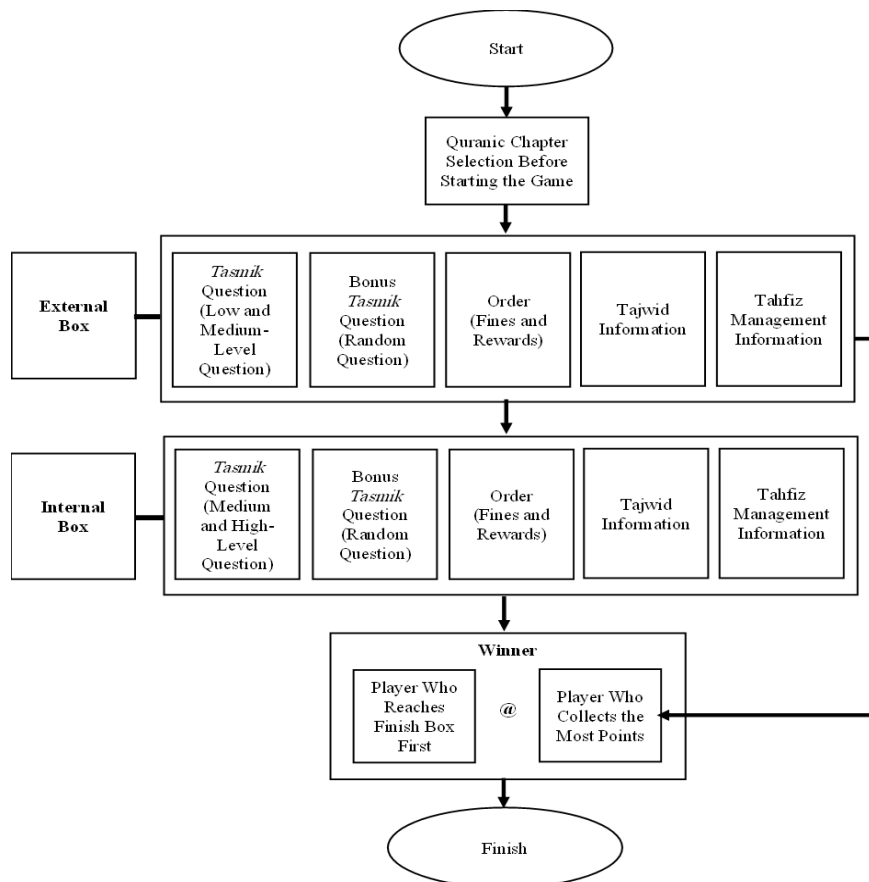 Start
Quranic Chapter
Selection Before
Starting the Game
External
Box
Tasmik
Question
(Low and
Medium-
Level
Question)
Bonus
Tasmik
Question
(Random
Question)
Order
(Fines and
Rewards)
Tajwid
Information
Tahfiz
Management
Information
Internal
Box
Tasmik
Question
(Medium
and High-
Level
Question)
Bonus
Tasmik
Question
(Random
Question)
Order
(Fines and
Rewards)
Tajwid
Information
Tahfiz
Management
Information
Winner
Player Who
Reaches
Finish Box
First
@
Player Who
Collects the
Most Points
Finish